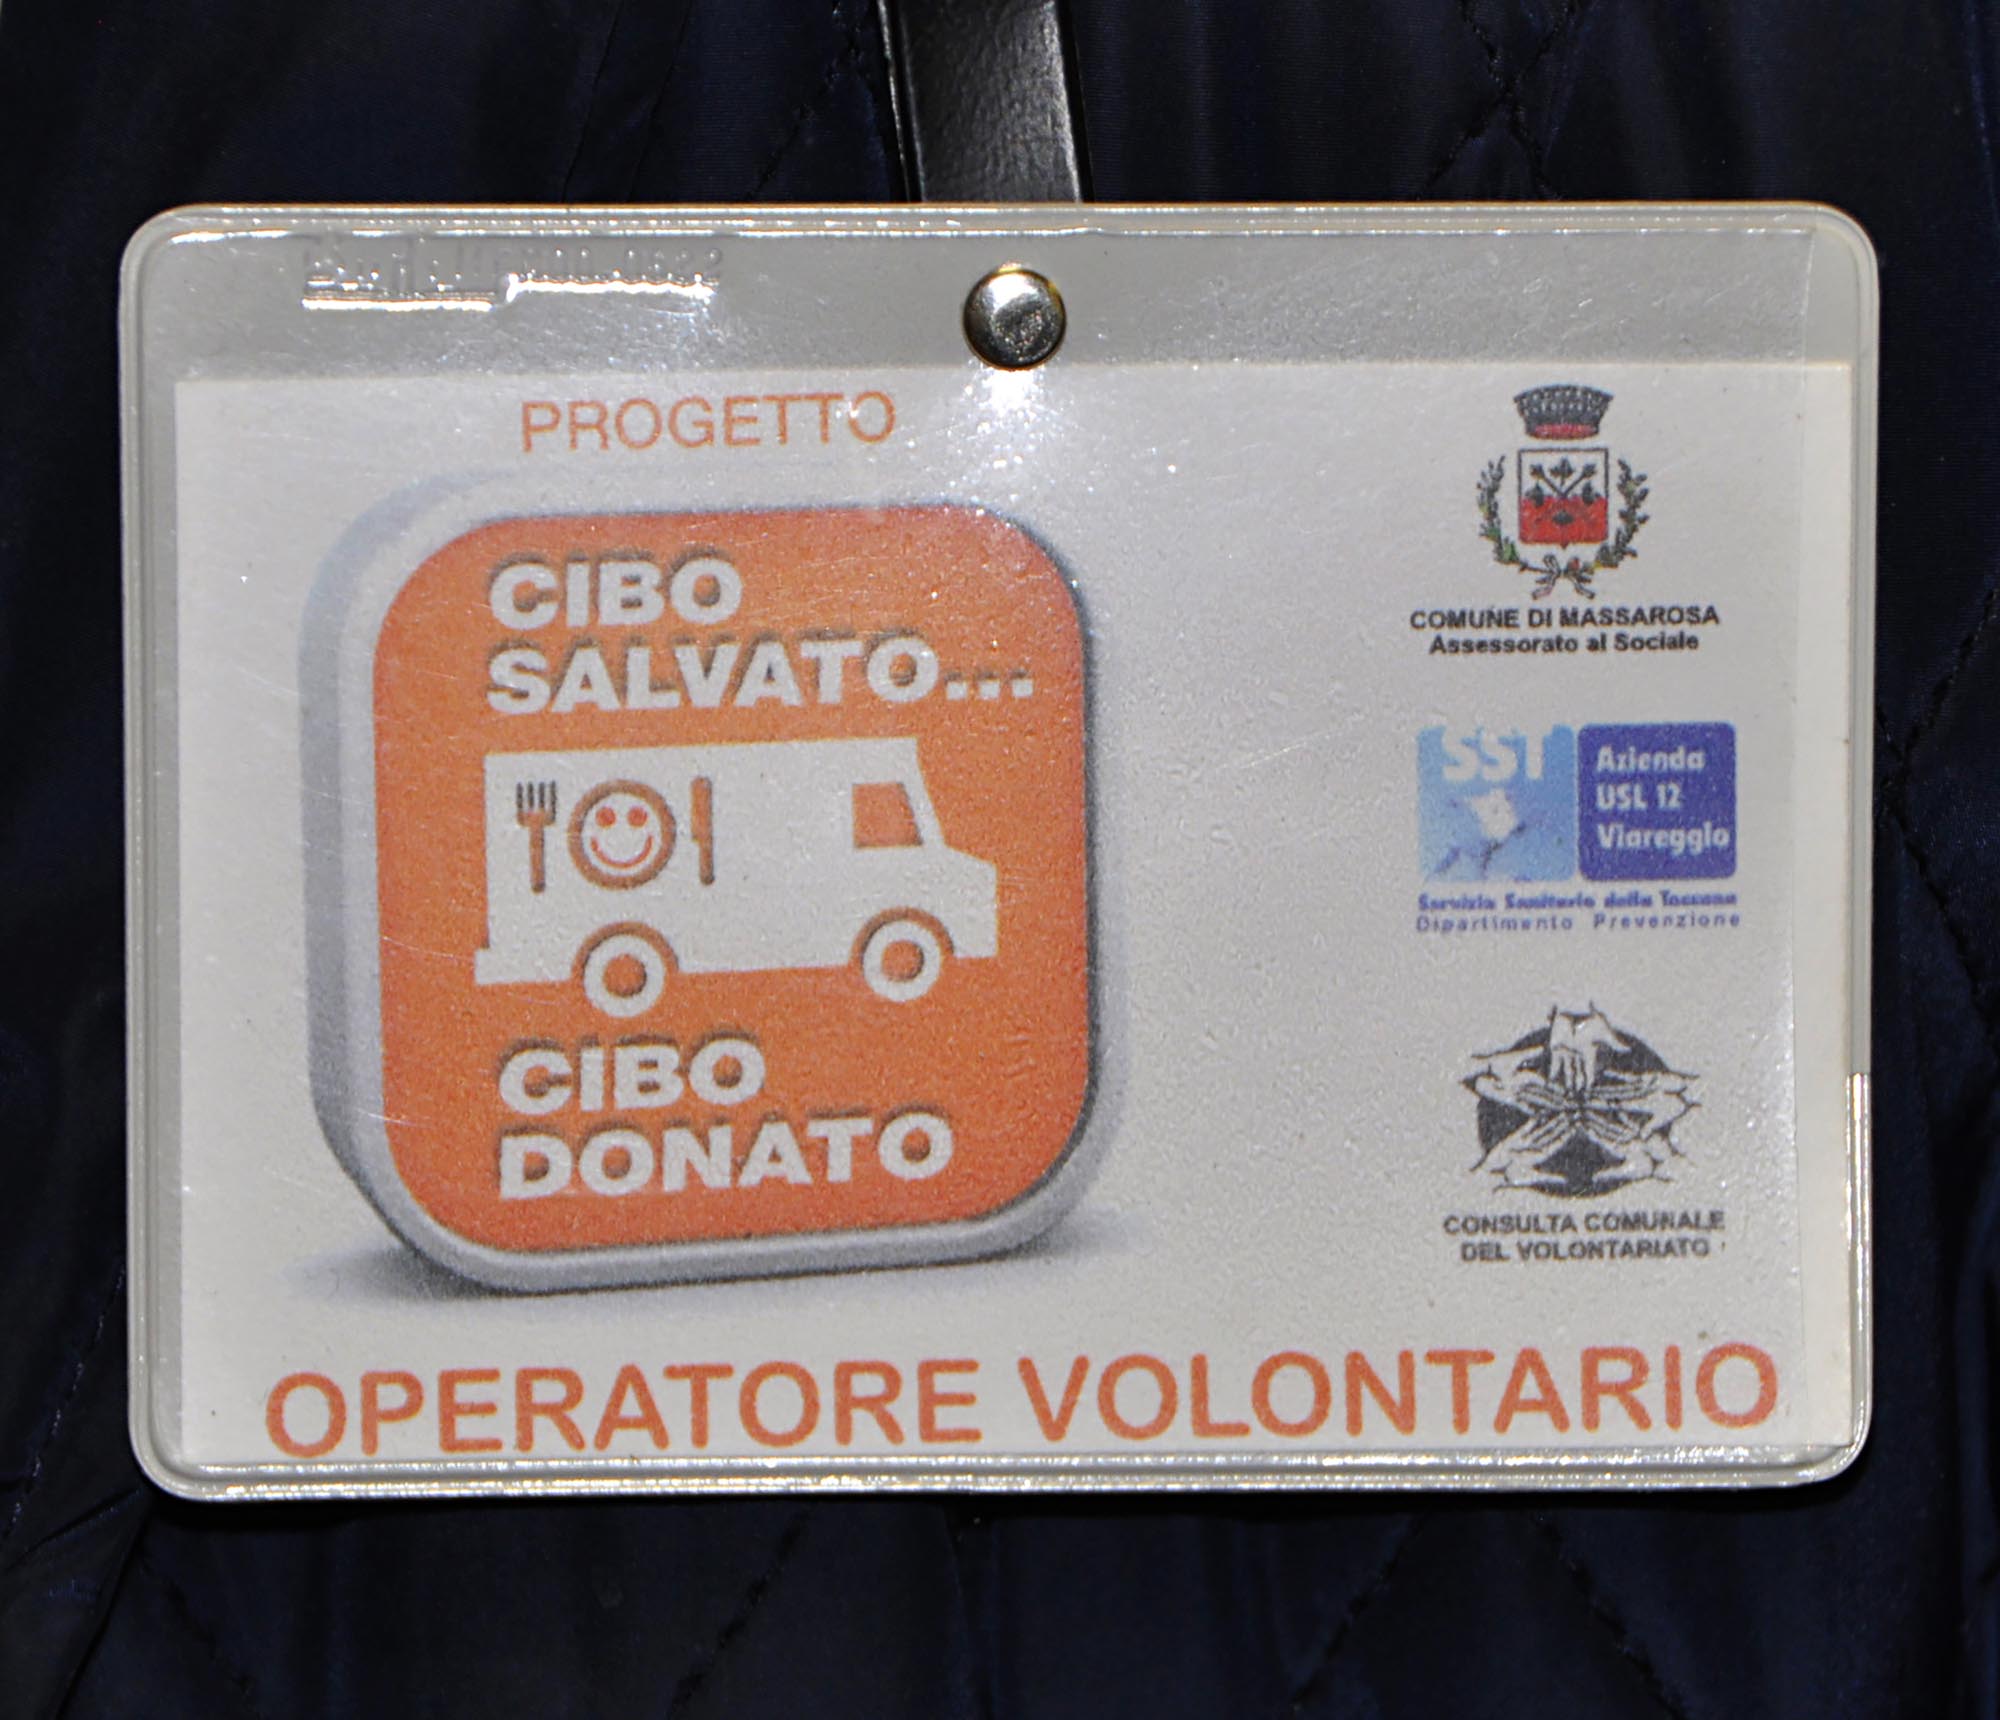 PROGETTO
CIBO
SALVATO...
CIBO
DONATO
COMUNE DI MASSAROSA
Assessorato al Sociale
SST
Azienda
USL 12
Viareggio
Servizio Sanitario della Toscana
Dipartimento Prevenzione
CONSULTA COMUNALE
DEL VOLONTARIATO
OPERATORE VOLONTARIO